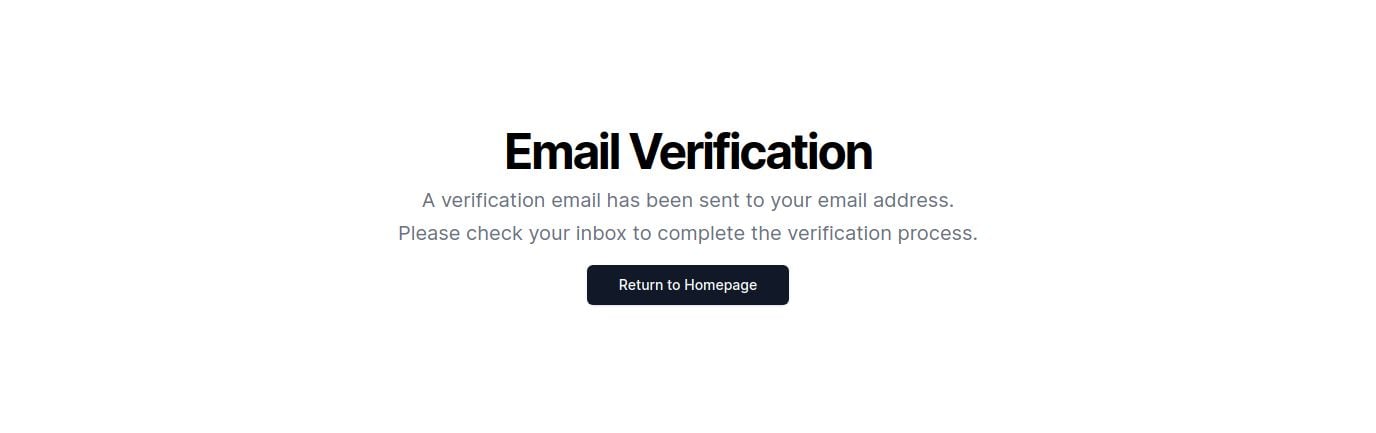 Email Verification
A verification email has been sent to your email address.
Please check your inbox to complete the verification process.
Return to Homepage